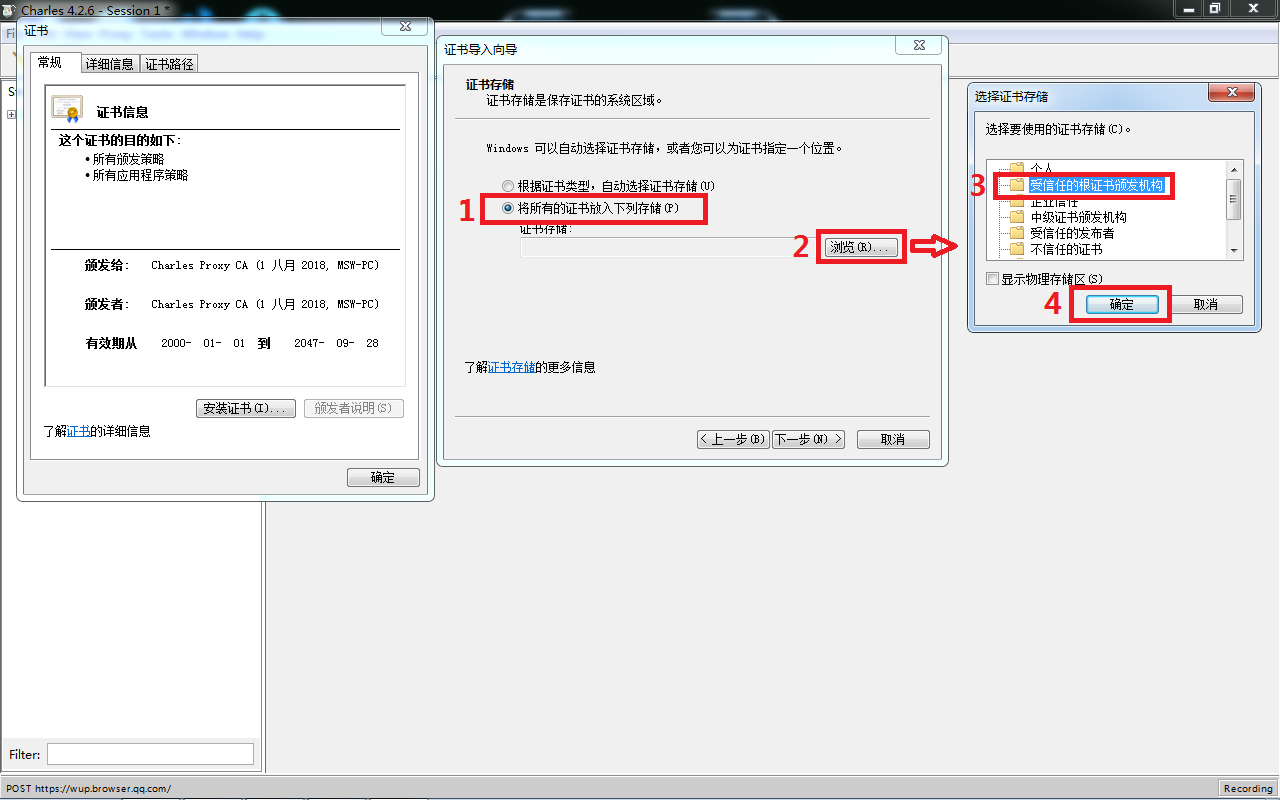 Charles 4.2.6 - Session 1 *
View Proxy Tools Window Help
证书
常规
详细信息
证书路径
证书信息
这个证书的目的如下:
• 所有颁发策略
• 所有应用程序策略
颁发给: Charles Proxy CA (1 八月 2018, MSW-PC)
颁发者: Charles Proxy CA (1 八月 2018, MSW-PC)
有效期从 2000- 01- 01 到 2047- 09- 28
安装证书(I)...
颁发者说明(S)
了解证书的详细信息
确定
证书导入向导
证书存储
证书存储是保存证书的系统区域。
Windows 可以自动选择证书存储，或者您可以为证书指定一个位置。
根据证书类型，自动选择证书存储(U)
1
将所有的证书放入下列存储(P)
证书存储:
2
浏览(R)...
了解证书存储的更多信息
< 上一步(B)
下一步(N) >
取消
选择证书存储
选择要使用的证书存储(C)。
个人
3
受信任的根证书颁发机构
企业信任
中级证书颁发机构
受信任的发布者
不信任的证书
显示物理存储区(S)
4
确定
取消
Filter:
POST https://wup.browser.qq.com/
Recording